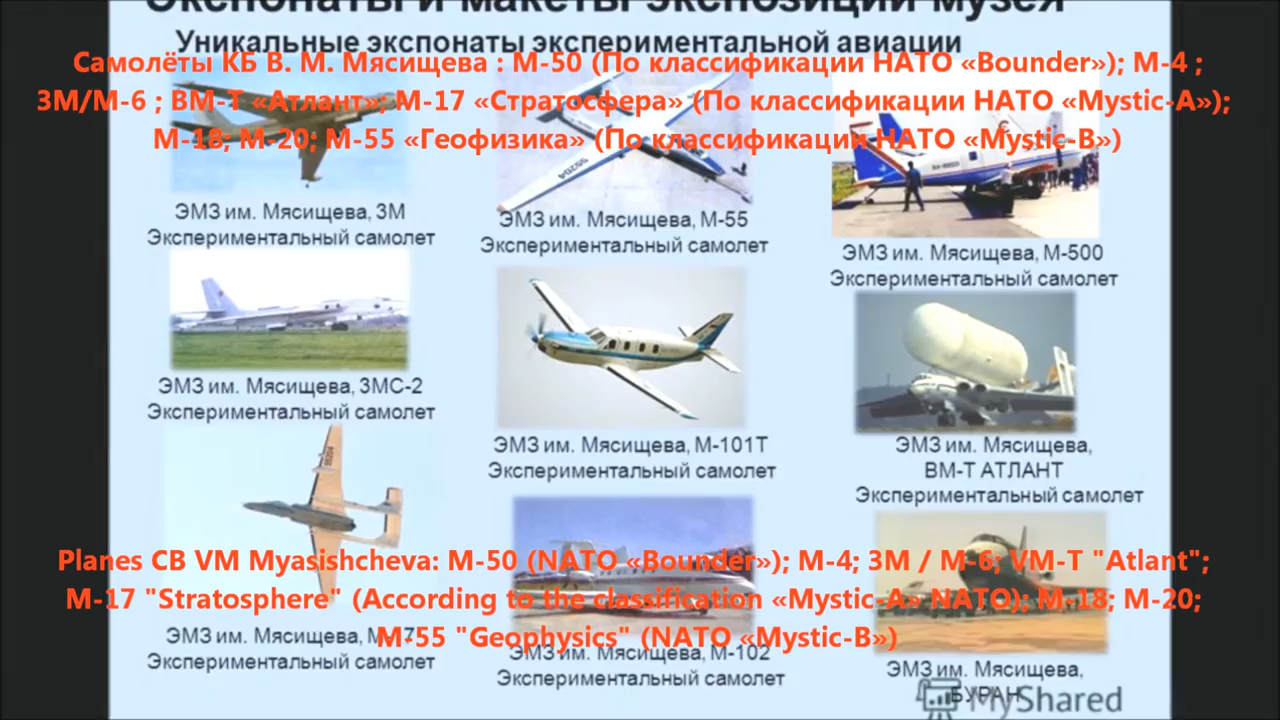 Экспонаты и макеты экспозиции музея
Уникальные экспонаты экспериментальной авиации
Самолёты КБ В. М. Мясищева : М-50 (По классификации НАТО «Bounder»); М-4 ;
3М/М-6 ; ВМ-Т «Атлант»; М-17 «Стратосфера» (По классификации НАТО «Mystic-A»);
М-18; М-20; М-55 «Геофизика» (По классификации НАТО «Mystic-B»)
55204
ЭМЗ им. Мясищева, 3М
Экспериментальный самолет
ЭМЗ им. Мясищева, М-55
Экспериментальный самолет
ЭМЗ им. Мясищева, М-500
Экспериментальный самолет
ЭМЗ им. Мясищева, 3МС-2
Экспериментальный самолет
ЭМЗ им. Мясищева, М-101Т
Экспериментальный самолет
ЭМЗ им. Мясищева,
ВМ-Т АТЛАНТ
Экспериментальный самолет
Planes CB VM Myasishcheva: M-50 (NATO «Bounder»); M-4; 3M / M-6; VM-T "Atlant";
M-17 "Stratosphere" (According to the classification «Mystic-A» NATO); M-18; M-20;
M-55 "Geophysics" (NATO «Mystic-B»)
ЭМЗ им. Мясищева, М-17
Экспериментальный самолет
ЭМЗ им. Мясищева, М-102
Экспериментальный самолет
ЭМЗ им. Мясищева,
БУРАН
MyShared